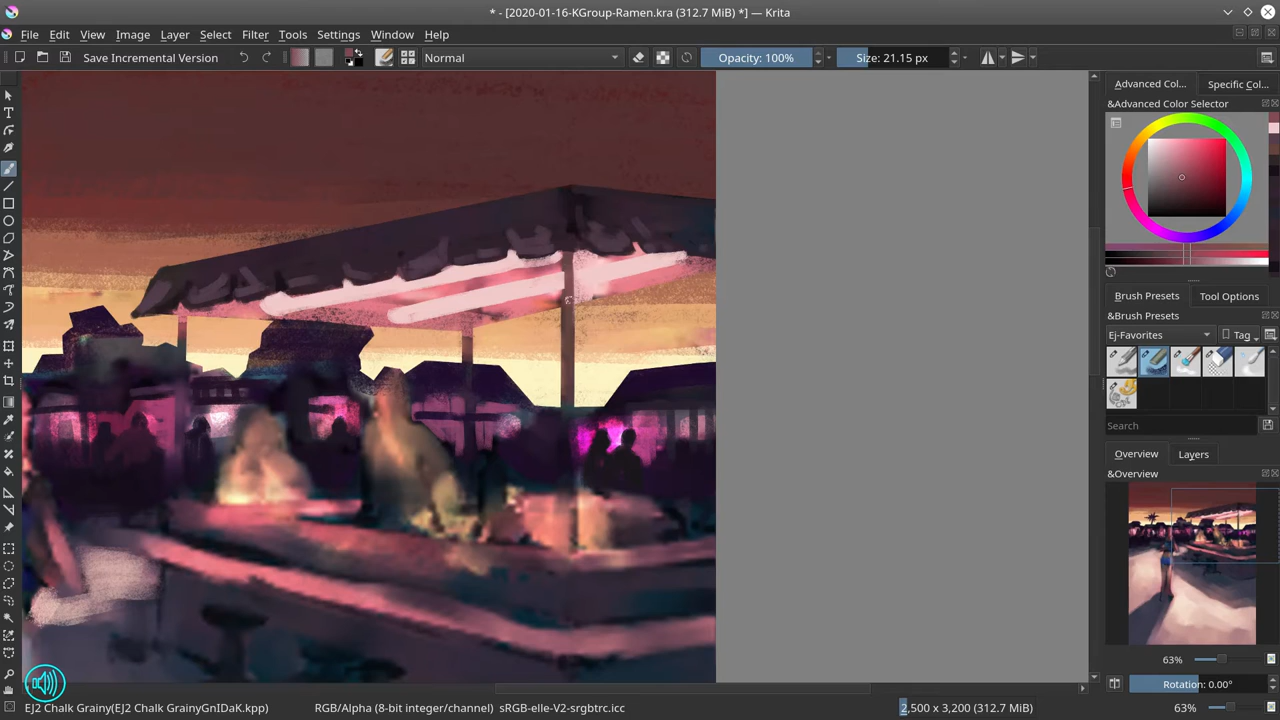 * - [2020-01-16-KGroup-Ramen.kra (312.7 MiB) *] — Krita
File Edit View Image Layer Select Filter Tools Settings Window Help
Save Incremental Version Normal Opacity: 100% Size: 21.15 px
Advanced Col... Specific Col...
&Advanced Color Selector
Brush Presets Tool Options
&Brush Presets
Ej-Favorites Tag
Search
Overview Layers
&Overview
63%
Rotation: 0.00°
EJ2 Chalk Grainy(EJ2 Chalk GrainyGnIDaK.kpp) RGB/Alpha (8-bit integer/channel) sRGB-elle-V2-srgbtrc.icc 2,500 x 3,200 (312.7 MiB) 63%